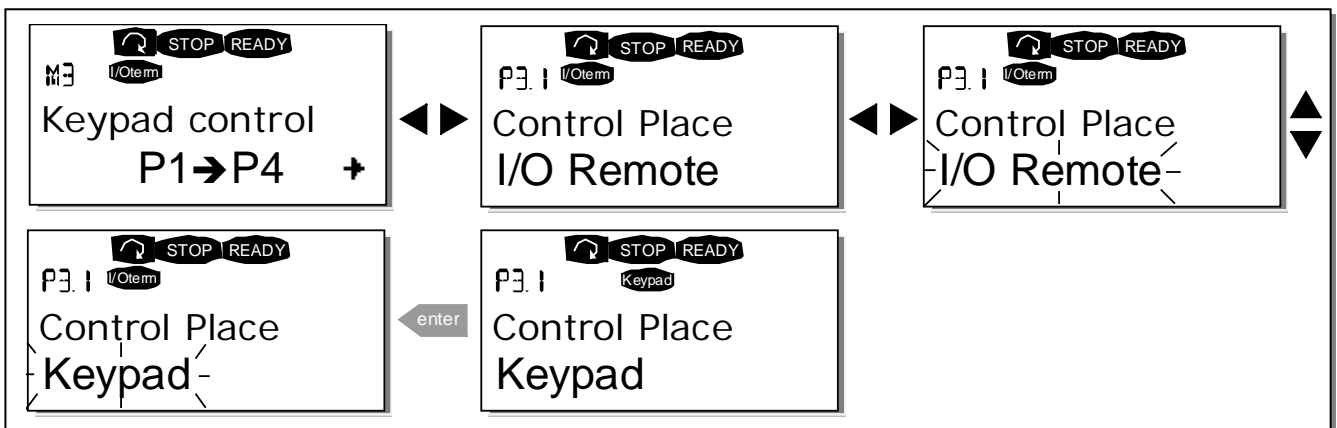 STOP READY
M3 I/Oterm
Keypad control
P1➔P4
STOP READY
P3.1 I/Oterm
Control Place
I/O Remote
STOP READY
P3.1 I/Oterm
Control Place
I/O Remote
STOP READY
P3.1 I/Oterm
Control Place
Keypad
enter
STOP READY
P3.1 Keypad
Control Place
Keypad